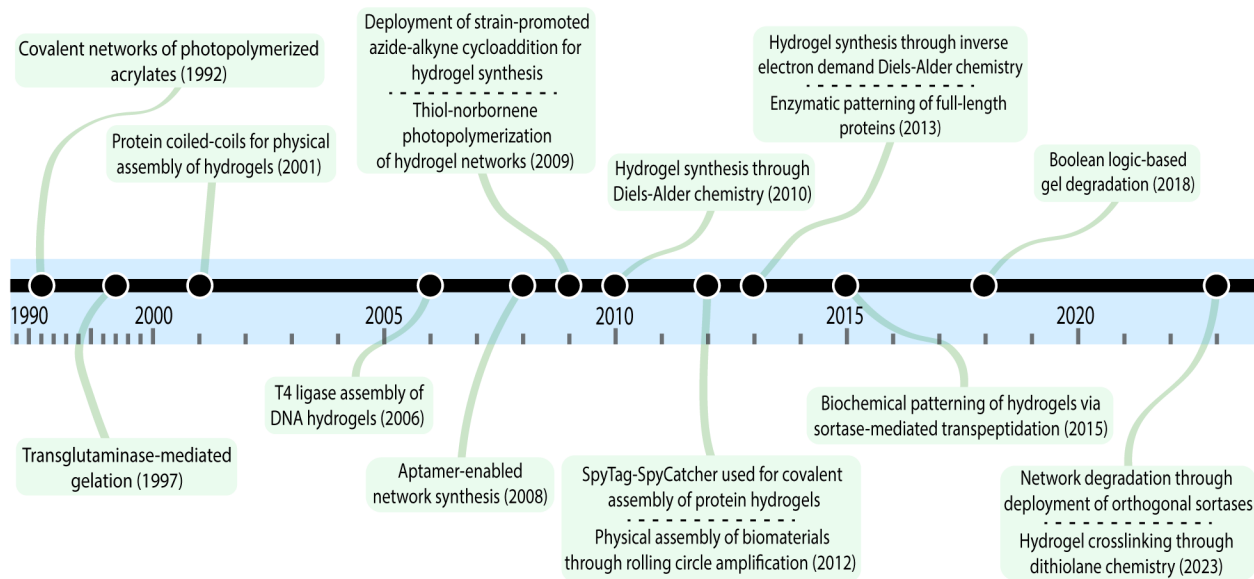 Covalent networks of photopolymerized
acrylates (1992)
Protein coiled-coils for physical
assembly of hydrogels (2001)
Deployment of strain-promoted
azide-alkyne cycloaddition for
hydrogel synthesis
Thiol-norbornene
photopolymerization
of hydrogel networks (2009)
Hydrogel synthesis through
Diels-Alder chemistry (2010)
Hydrogel synthesis through inverse
electron demand Diels-Alder chemistry
Enzymatic patterning of full-length
proteins (2013)
Boolean logic-based
gel degradation (2018)
1990
2000
2005
2010
2015
2020
Transglutaminase-mediated
gelation (1997)
T4 ligase assembly of
DNA hydrogels (2006)
Aptamer-enabled
network synthesis (2008)
SpyTag-SpyCatcher used for covalent
assembly of protein hydrogels
Physical assembly of biomaterials
through rolling circle amplification (2012)
Biochemical patterning of hydrogels via
sortase-mediated transpeptidation (2015)
Network degradation through
deployment of orthogonal sortases
Hydrogel crosslinking through
dithiolane chemistry (2023)